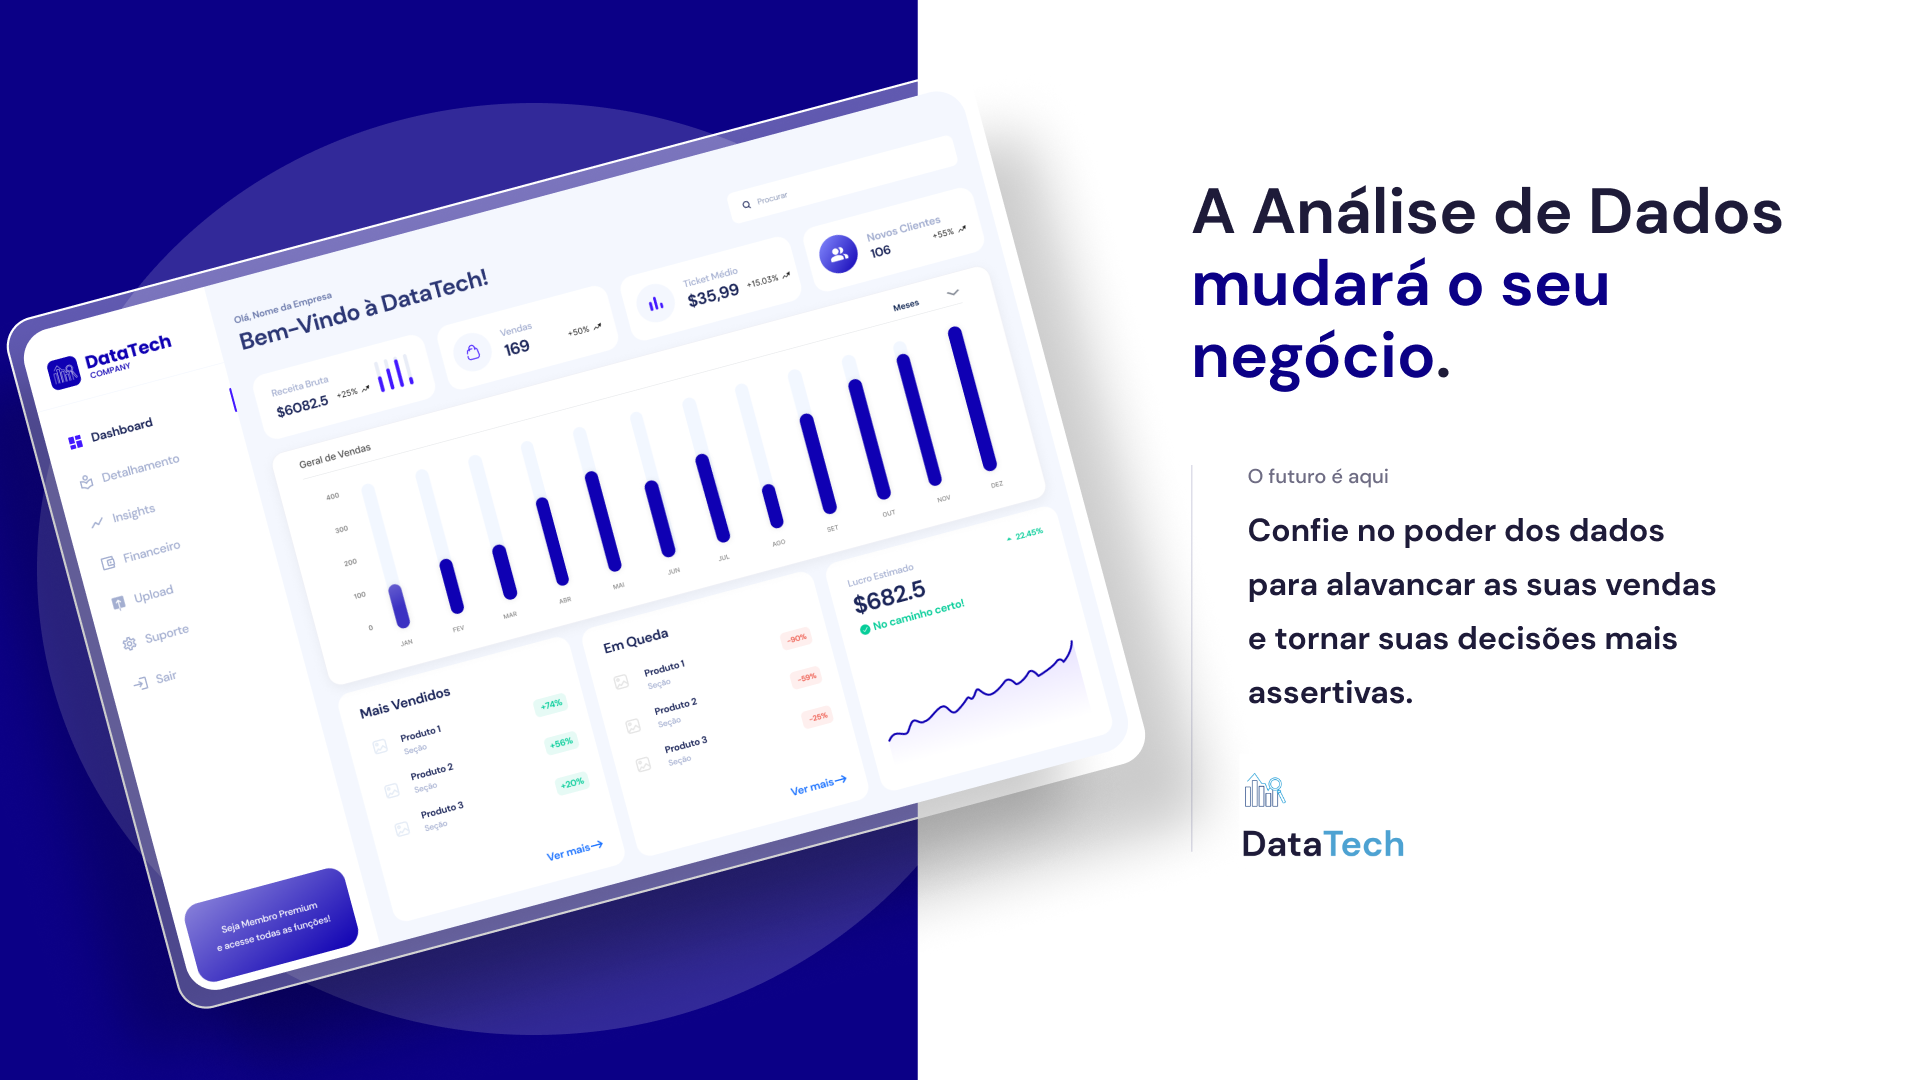 DataTech
COMPANY
Dashboard
Detalhamento
Insights
Financeiro
Upload
Suporte
Sair
Seja Membro Premium
e acesse todas as funções!
Olá, Nome da Empresa
Bem-Vindo à DataTech!
Procurar
Receita Bruta
$6082.5
+25%
Vendas
169
+50%
Ticket Médio
$35,99
+15.03%
Novos Clientes
106
+55%
Geral de Vendas
Meses
400
300
200
100
0
JAN
FEV
MAR
ABR
MAI
JUN
JUL
AGO
SET
OUT
NOV
DEZ
Mais Vendidos
Produto 1
Seção
+74%
Produto 2
Seção
+56%
Produto 3
Seção
+20%
Ver mais
Em Queda
Produto 1
Seção
-90%
Produto 2
Seção
-59%
Produto 3
Seção
-25%
Ver mais
22.45%
Lucro Estimado
$682.5
No caminho certo!
A Análise de Dados
mudará o seu
negócio.
O futuro é aqui
Confie no poder dos dados
para alavancar as suas vendas
e tornar suas decisões mais
assertivas.
DataTech